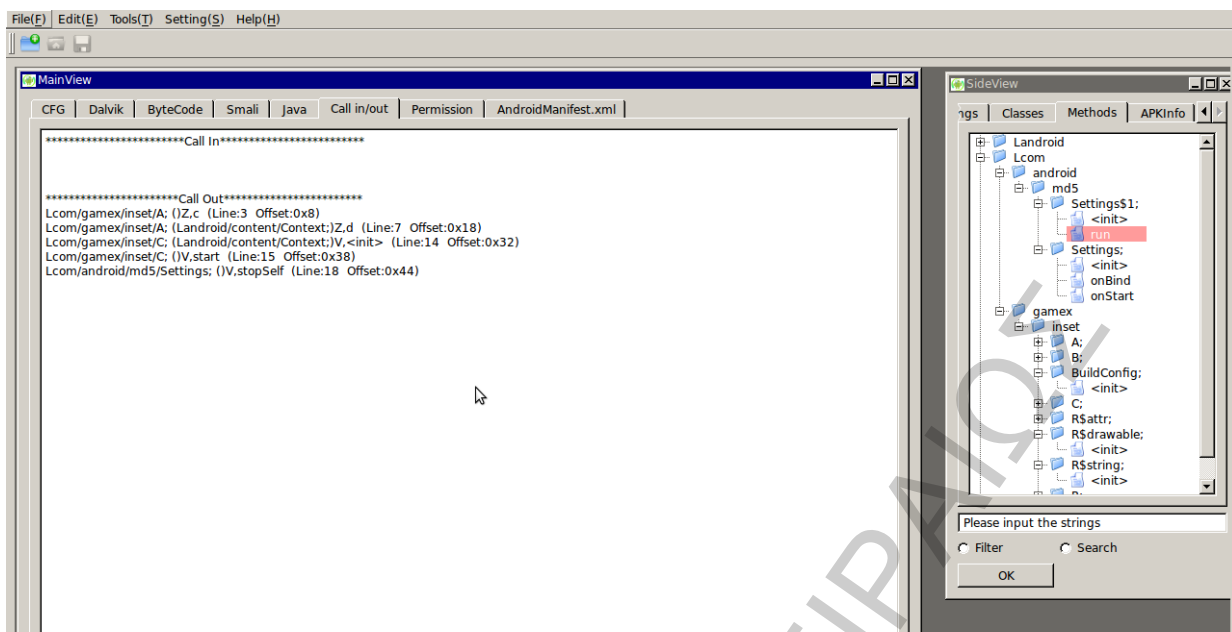 File(F) Edit(E) Tools(T) Setting(S) Help(H)
MainView
CFG Dalvik ByteCode Smali Java Call in/out Permission AndroidManifest.xml
************************Call In*************************
***********************Call Out************************
Lcom/gamex/inset/A; ()Z,c (Line:3 Offset:0x8)
Lcom/gamex/inset/A; (Landroid/content/Context;)Z,d (Line:7 Offset:0x18)
Lcom/gamex/inset/C; (Landroid/content/Context;)V,<init> (Line:14 Offset:0x32)
Lcom/gamex/inset/C; ()V,start (Line:15 Offset:0x38)
Lcom/android/md5/Settings; ()V,stopSelf (Line:18 Offset:0x44)
SideView
ngs Classes Methods APKInfo
Landroid
Lcom
android
md5
Settings$1;
<init>
run
Settings;
<init>
onBind
onStart
gamex
inset
A;
B;
BuildConfig;
<init>
C;
R$attr;
R$drawable;
<init>
R$string;
<init>
Please input the strings
Filter Search
OK
ΠΙΡΑΙΩΣ